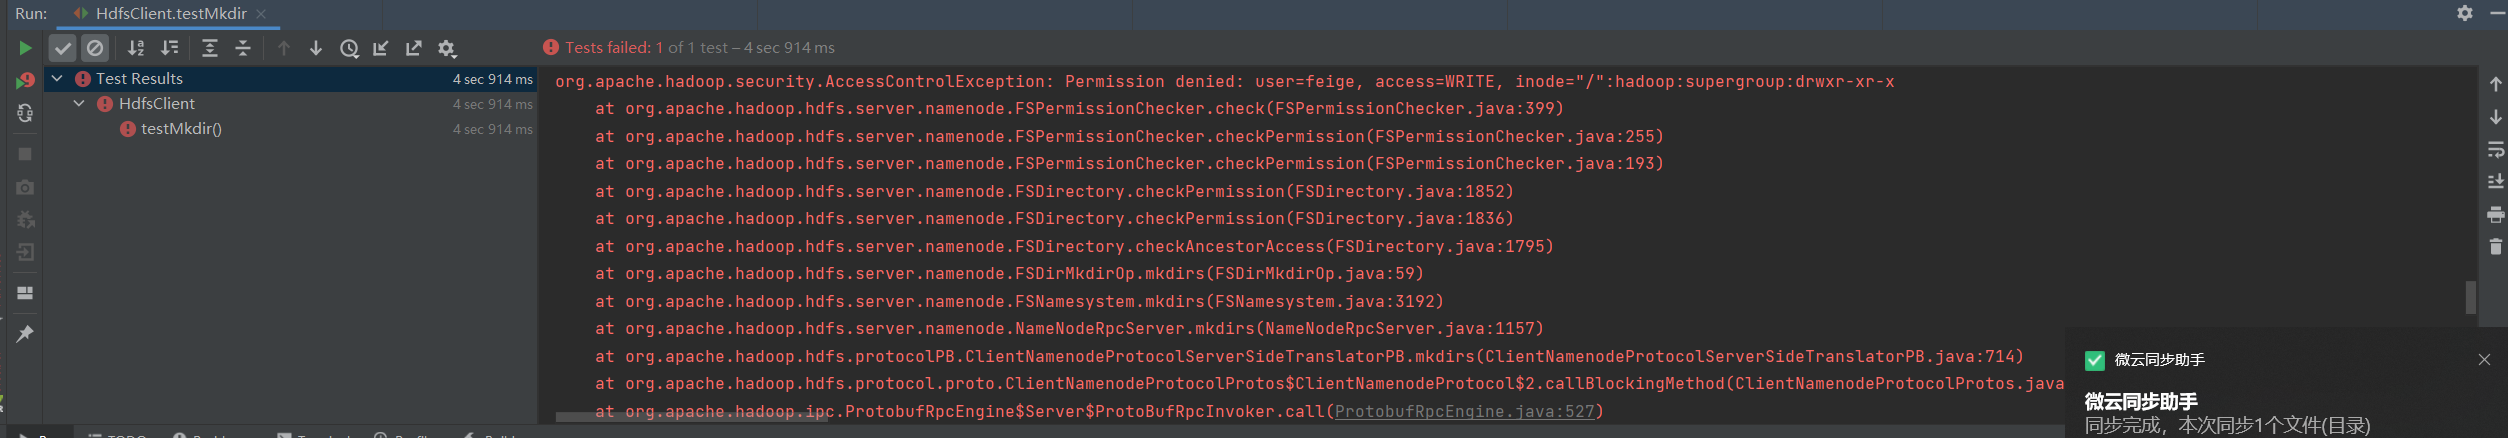 Run: HdfsClient.testMkdir
Tests failed: 1 of 1 test – 4 sec 914 ms
Test Results 4 sec 914 ms
HdfsClient 4 sec 914 ms
testMkdir() 4 sec 914 ms
org.apache.hadoop.security.AccessControlException: Permission denied: user=feige, access=WRITE, inode="/":hadoop:supergroup:drwxr-xr-x
at org.apache.hadoop.hdfs.server.namenode.FSPermissionChecker.check(FSPermissionChecker.java:399)
at org.apache.hadoop.hdfs.server.namenode.FSPermissionChecker.checkPermission(FSPermissionChecker.java:255)
at org.apache.hadoop.hdfs.server.namenode.FSPermissionChecker.checkPermission(FSPermissionChecker.java:193)
at org.apache.hadoop.hdfs.server.namenode.FSDirectory.checkPermission(FSDirectory.java:1852)
at org.apache.hadoop.hdfs.server.namenode.FSDirectory.checkPermission(FSDirectory.java:1836)
at org.apache.hadoop.hdfs.server.namenode.FSDirectory.checkAncestorAccess(FSDirectory.java:1795)
at org.apache.hadoop.hdfs.server.namenode.FSDirMkdirOp.mkdirs(FSDirMkdirOp.java:59)
at org.apache.hadoop.hdfs.server.namenode.FSNamesystem.mkdirs(FSNamesystem.java:3192)
at org.apache.hadoop.hdfs.server.namenode.NameNodeRpcServer.mkdirs(NameNodeRpcServer.java:1157)
at org.apache.hadoop.hdfs.protocolPB.ClientNamenodeProtocolServerSideTranslatorPB.mkdirs(ClientNamenodeProtocolServerSideTranslatorPB.java:714)
at org.apache.hadoop.hdfs.protocol.proto.ClientNamenodeProtocolProtos$ClientNamenodeProtocol$2.callBlockingMethod(ClientNamenodeProtocolProtos.java
at org.apache.hadoop.ipc.ProtobufRpcEngine$Server$ProtoBufRpcInvoker.call(ProtobufRpcEngine.java:527)
微云同步助手
微云同步助手
同步完成，本次同步1个文件(目录)